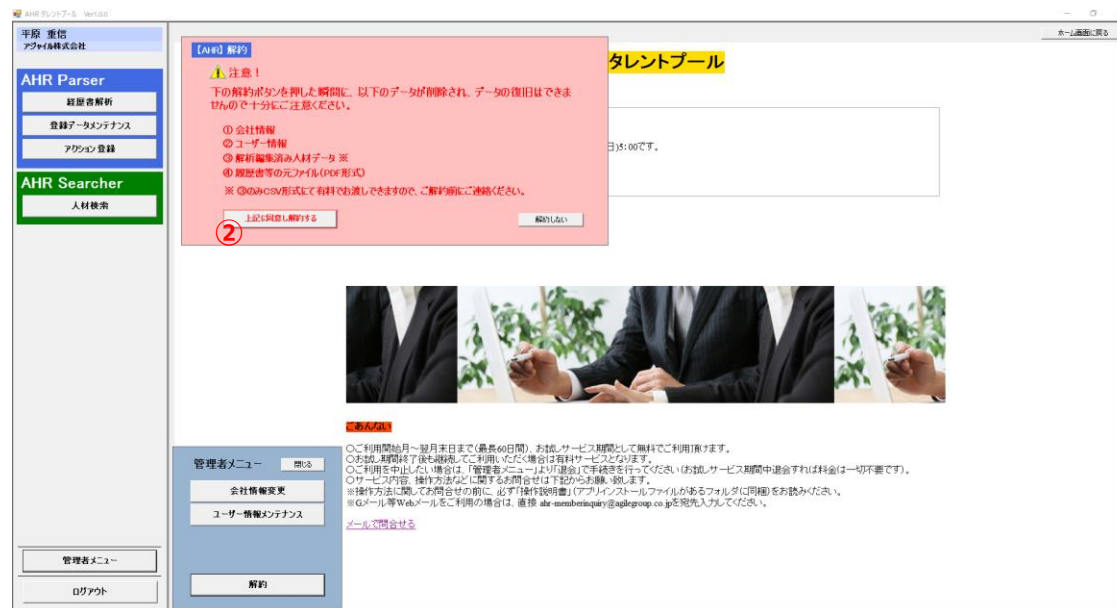 AHR タレントプール Ver1.0.0
平原 重信
アジャイル株式会社
ホーム画面に戻る
AHR Parser
経歴書解析
登録データメンテナンス
アクション登録
AHR Searcher
人材検索
【AHR】解約
注意！
下の解約ボタンを押した瞬間に、以下のデータが削除され、データの復旧はできま
せんので十分にご注意ください。
① 会社情報
② ユーザー情報
③ 解析編集済み人材データ ※
④ 履歴書等の元ファイル(PDF形式)
※ ③のみCSV形式にて有料でお渡しできますので、ご解約前にご連絡ください。
上記に同意し解約する
解約しない
②
タレントプール
日)5:00です。
ごあんない
〇ご利用開始月～翌月末日まで(最長60日間)、お試しサービス期間として無料でご利用頂けます。
〇お試し期間終了後も継続してご利用いただく場合は有料サービスとなります。
〇ご利用を中止したい場合は、「管理者メニュー」より「退会」で手続きを行ってください(お試しサービス期間中退会すれば料金は一切不要です)。
〇サービス内容、操作方法などに関するお問合せは下記からお願い致します。
※操作方法に関してお問合せの前に、必ず「操作説明書」(アプリインストールファイルがあるフォルダに同梱)をお読みください。
※Gメール等Webメールをご利用の場合は、直接 ahr-memberinquiry@agilegroup.co.jpを宛先入力してください。
メールで問合せる
管理者メニュー
閉じる
会社情報変更
ユーザー情報メンテナンス
解約
管理者メニュー
ログアウト